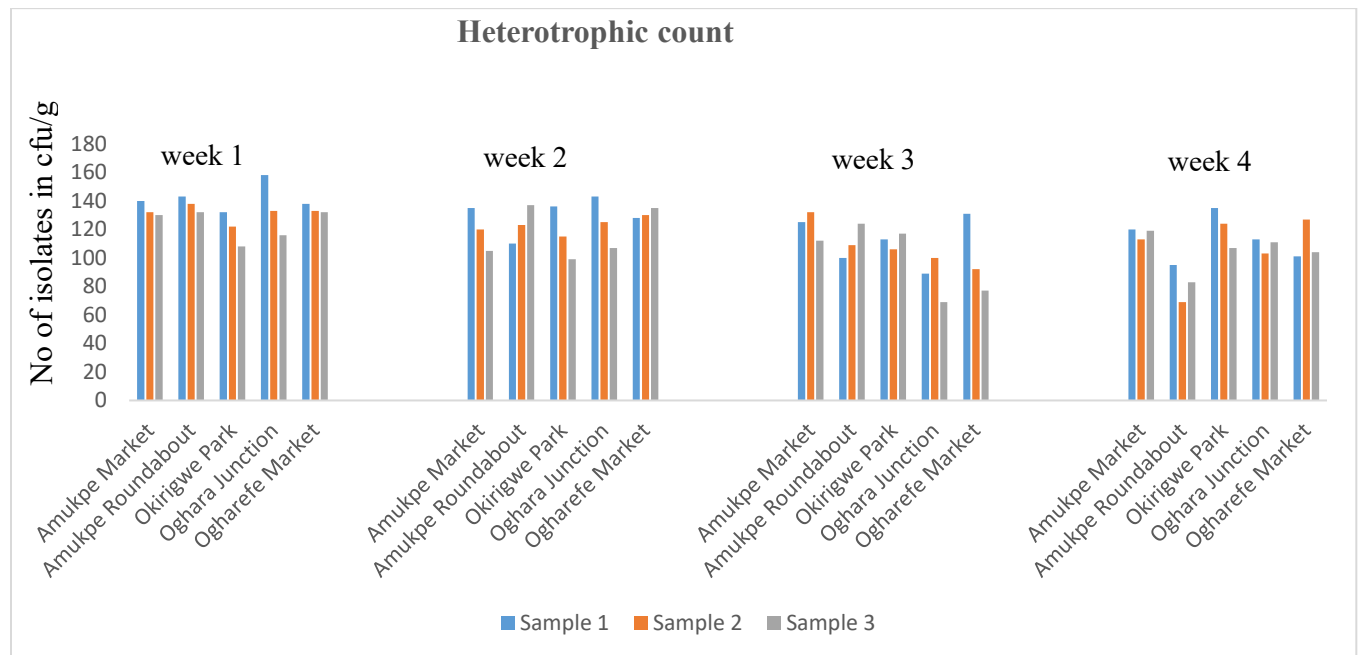 Heterotrophic count
No of isolates in cfu/g
180
160
140
120
100
80
60
40
20
0
week 1
week 2
week 3
week 4
Amukpe Market
Amukpe Roundabout
Okirigwe Park
Oghara Junction
Ogharefe Market
Amukpe Market
Amukpe Roundabout
Okirigwe Park
Oghara Junction
Ogharefe Market
Amukpe Market
Amukpe Roundabout
Okirigwe Park
Oghara Junction
Ogharefe Market
Amukpe Market
Amukpe Roundabout
Okirigwe Park
Oghara Junction
Ogharefe Market
Sample 1 Sample 2 Sample 3